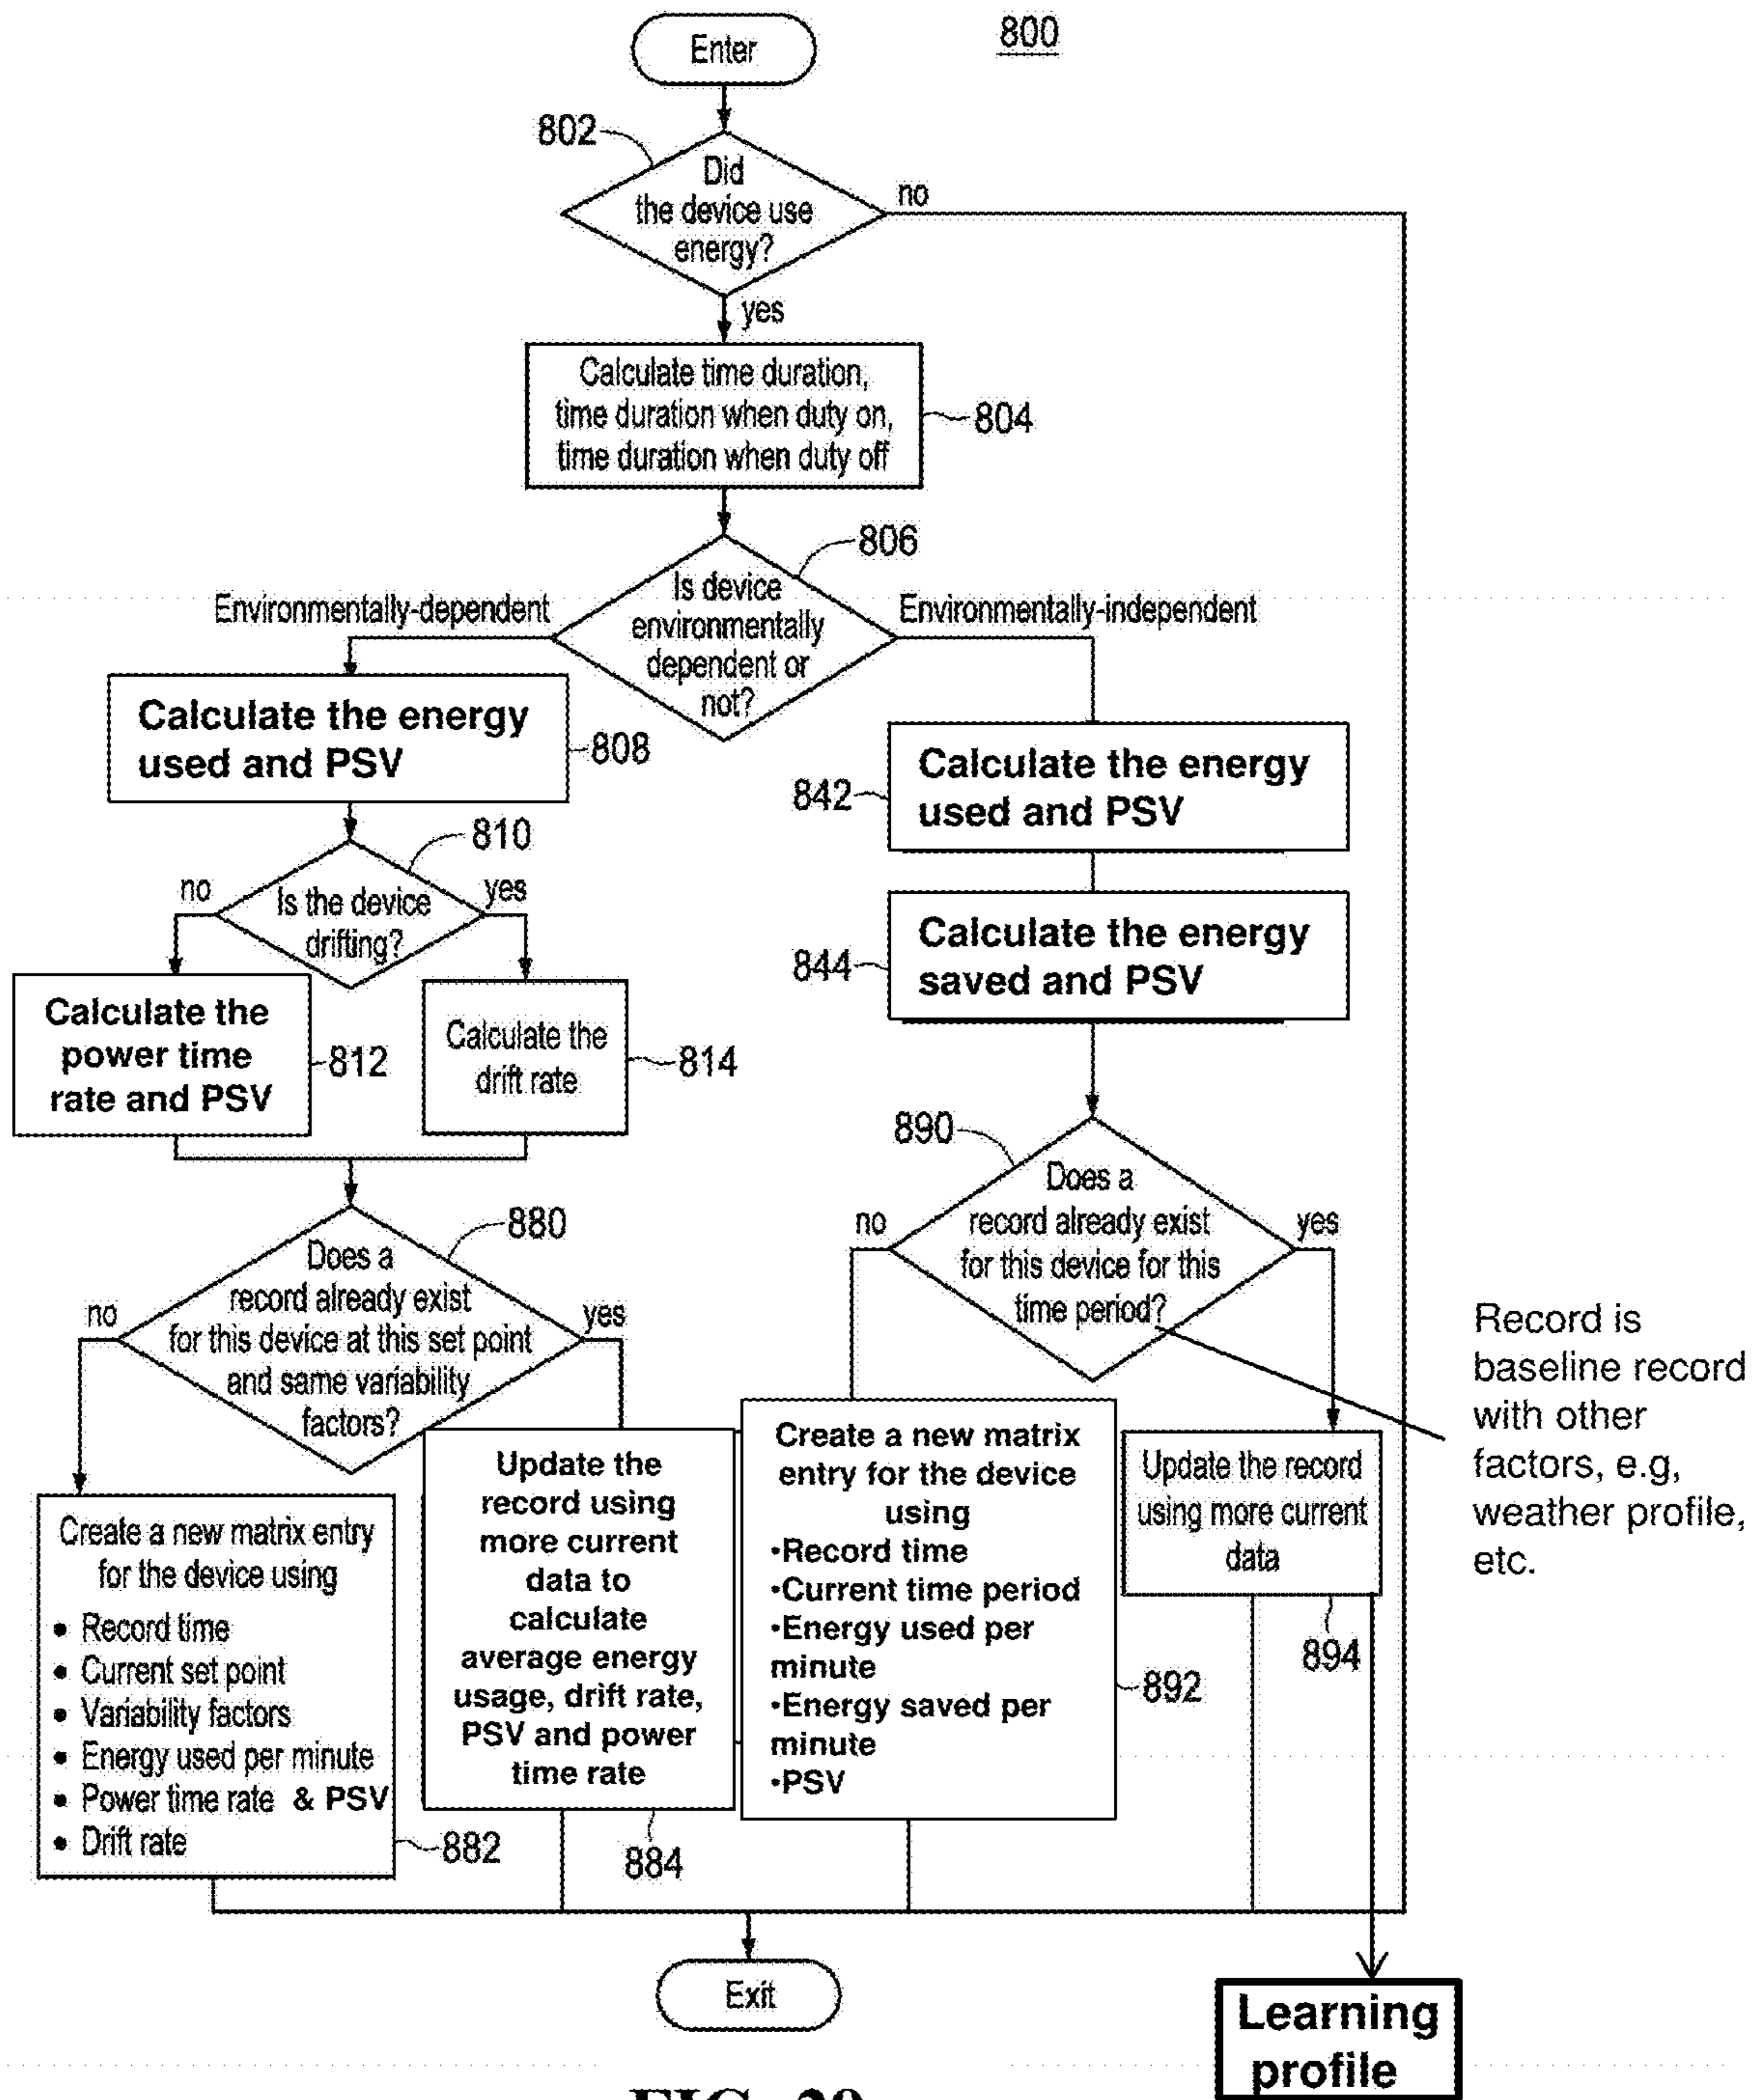 800
Enter
802
Did
the device use
energy?
no
yes
Calculate time duration,
time duration when duty on,
time duration when duty off
804
806
Is device
environmentally
dependent or
not?
Environmentally-dependent
Environmentally-independent
Calculate the energy
used and PSV
808
842
Calculate the energy
used and PSV
810
Is the device
drifting?
no
yes
844
Calculate the energy
saved and PSV
Calculate the
power time
rate and PSV
812
Calculate the
drift rate
814
890
Does a
record already exist
for this device for this
time period?
no
yes
880
Does a
record already exist
for this device at this set point
and same variability
factors?
no
yes
Record is
baseline record
with other
factors, e.g,
weather profile,
etc.
Create a new matrix entry
for the device using
• Record time
• Current set point
• Variability factors
• Energy used per minute
• Power time rate & PSV
• Drift rate
882
Update the
record using
more current
data to
calculate
average energy
usage, drift rate,
PSV and power
time rate
884
Create a new matrix
entry for the device
using
•Record time
•Current time period
•Energy used per
minute
•Energy saved per
minute
•PSV
892
Update the record
using more current
data
894
Exit
Learning
profile